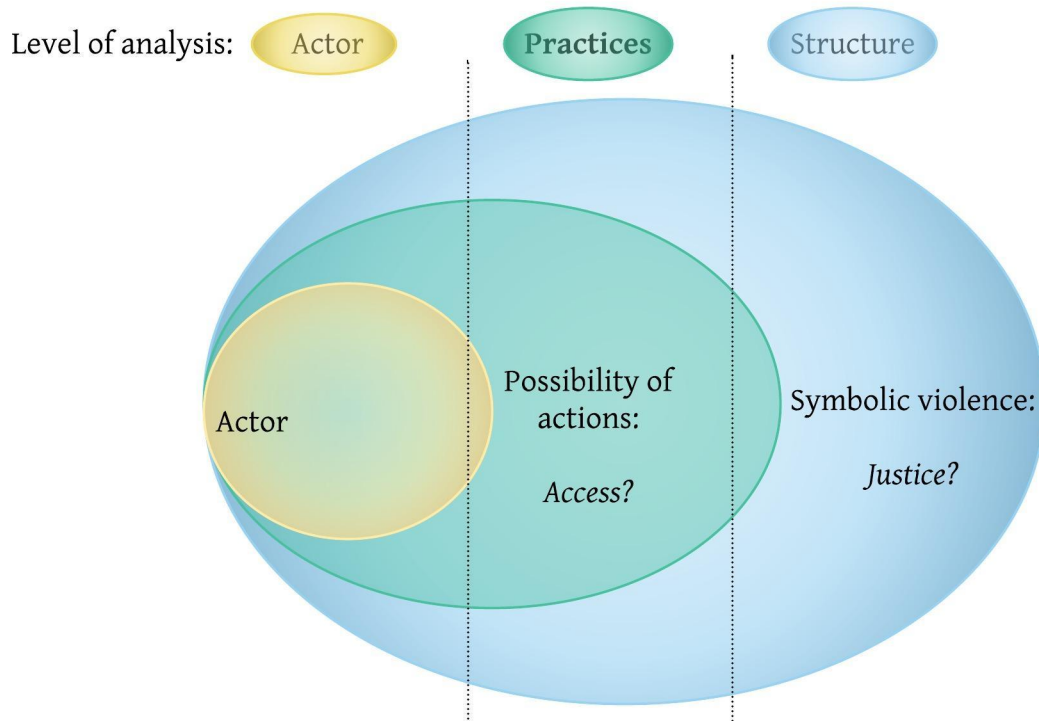 Level of analysis: Actor Practices Structure
Actor
Possibility of
actions:
Access?
Symbolic violence:
Justice?